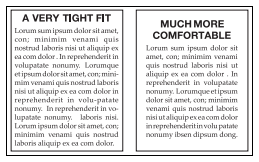 A VERY TIGHT FIT
Lorum sum ipsum dolor sit amet,
con; minimim venami quis
nostrud laboris nisi ut aliquip ex
ea com dolor . In reprehenderit in
volupatate nonumy. Lorumque
et ipsum dolor sit amet, con; mini-
mim venami quis nostrud laboris
nisi ut aliquip ex ea com dolor in
reprehenderit in volu-patate
nonumy. In reprehenderit in vo-
lupatate nonumy. laboris nisi.
Lorum ipsum dolor sit amet, con;
minimim venami quis nostrud
laboris aliquip ex ea com dolor.
MUCH MORE
COMFORTABLE
Lorum sum ipsum dolor sit
amet, con; minimim venami
quis nostrud laboris nisi ut
aliquip ex ea com dolor . In
reprehenderit in volupatate
nonumy. Lorumque et ipsum
dolor sit amet, con; minimim
venami quis nostrud laboris
nisi ut aliquip ex ea com dolor
in reprehenderit in volu patate
nonumy ibsen dipsum dong.